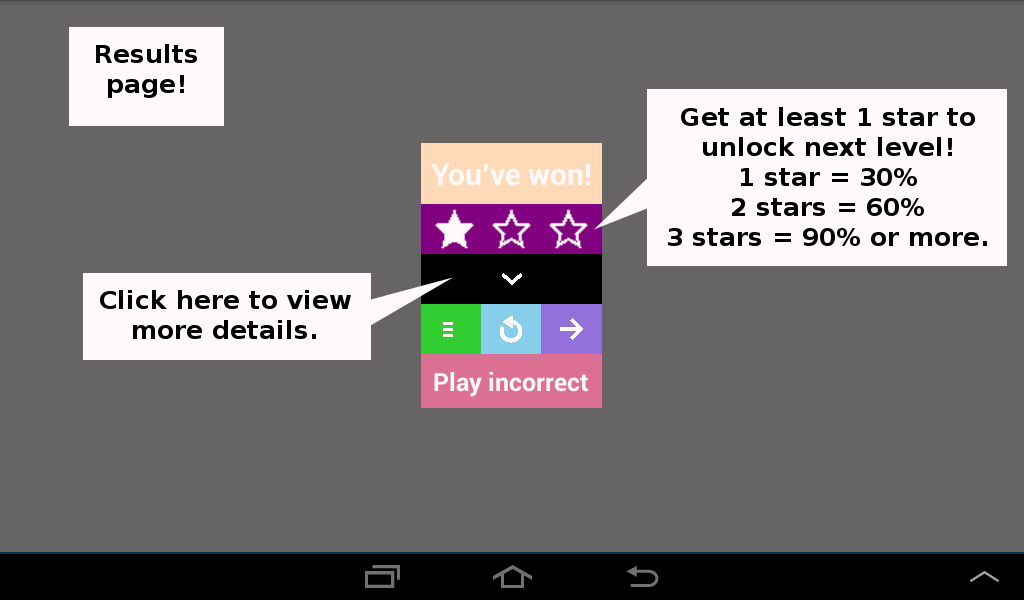 Results
page!
Get at least 1 star to
unlock next level!
1 star = 30%
2 stars = 60%
3 stars = 90% or more.
You've won!
Click here to view
more details.
Play incorrect